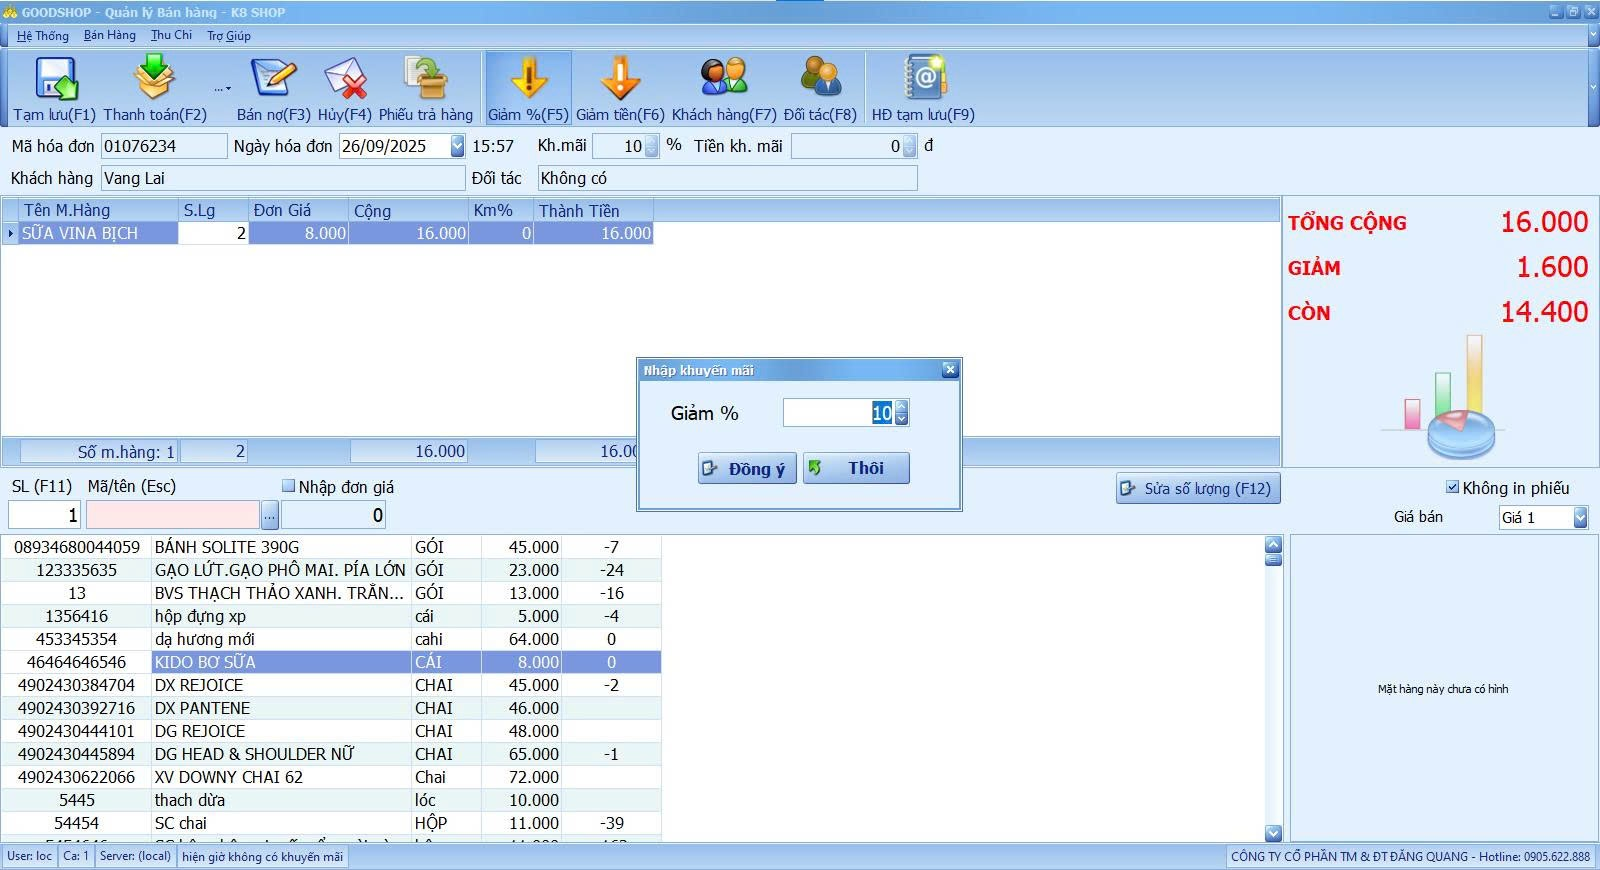 GOODSHOP - Quản lý Bán hàng - K8 SHOP
Hệ Thống Bán Hàng Thu Chi Trợ Giúp
Tạm lưu(F1) Thanh toán(F2) ... Bán nợ(F3) Hủy(F4) Phiếu trả hàng Giảm %(F5) Giảm tiền(F6) Khách hàng(F7) Đối tác(F8) HĐ tạm lưu(F9)
Mã hóa đơn 01076234 Ngày hóa đơn 26/09/2025 15:57 Kh.mãi 10 % Tiền kh. mãi 0 đ
Khách hàng Vang Lai Đối tác Không có
Tên M.Hàng S.Lg Đơn Giá Cộng Km% Thành Tiền
SỮA VINA BỊCH 2 8.000 16.000 0 16.000
TỔNG CỘNG 16.000
GIẢM 1.600
CÒN 14.400
Nhập khuyến mãi
Giảm % 10
Đồng ý Thôi
Số m.hàng: 1 2 16.000 16.00
SL (F11) Mã/tên (Esc) Nhập đơn giá
1 ... 0
Sửa số lượng (F12)
Không in phiếu
Giá bán Giá 1
08934680044059 BÁNH SOLITE 390G GÓI 45.000 -7
123335635 GẠO LỨT.GẠO PHÔ MAI. PÍA LỚN GÓI 23.000 -24
13 BVS THẠCH THẢO XANH. TRẮN... GÓI 13.000 -16
1356416 hộp đựng xp cái 5.000 -4
453345354 dạ hương mới cahi 64.000 0
46464646546 KIDO BƠ SỮA CÁI 8.000 0
4902430384704 DX REJOICE CHAI 45.000 -2
4902430392716 DX PANTENE CHAI 46.000
4902430444101 DG REJOICE CHAI 48.000
4902430445894 DG HEAD & SHOULDER NỮ CHAI 65.000 -1
4902430622066 XV DOWNY CHAI 62 Chai 72.000
5445 thach dừa lóc 10.000
54454 SC chai HỘP 11.000 -39
Mặt hàng này chưa có hình
User: loc Ca: 1 Server: (local) hiện giờ không có khuyến mãi
CÔNG TY CỔ PHẦN TM & ĐT ĐĂNG QUANG - Hotline: 0905.622.888